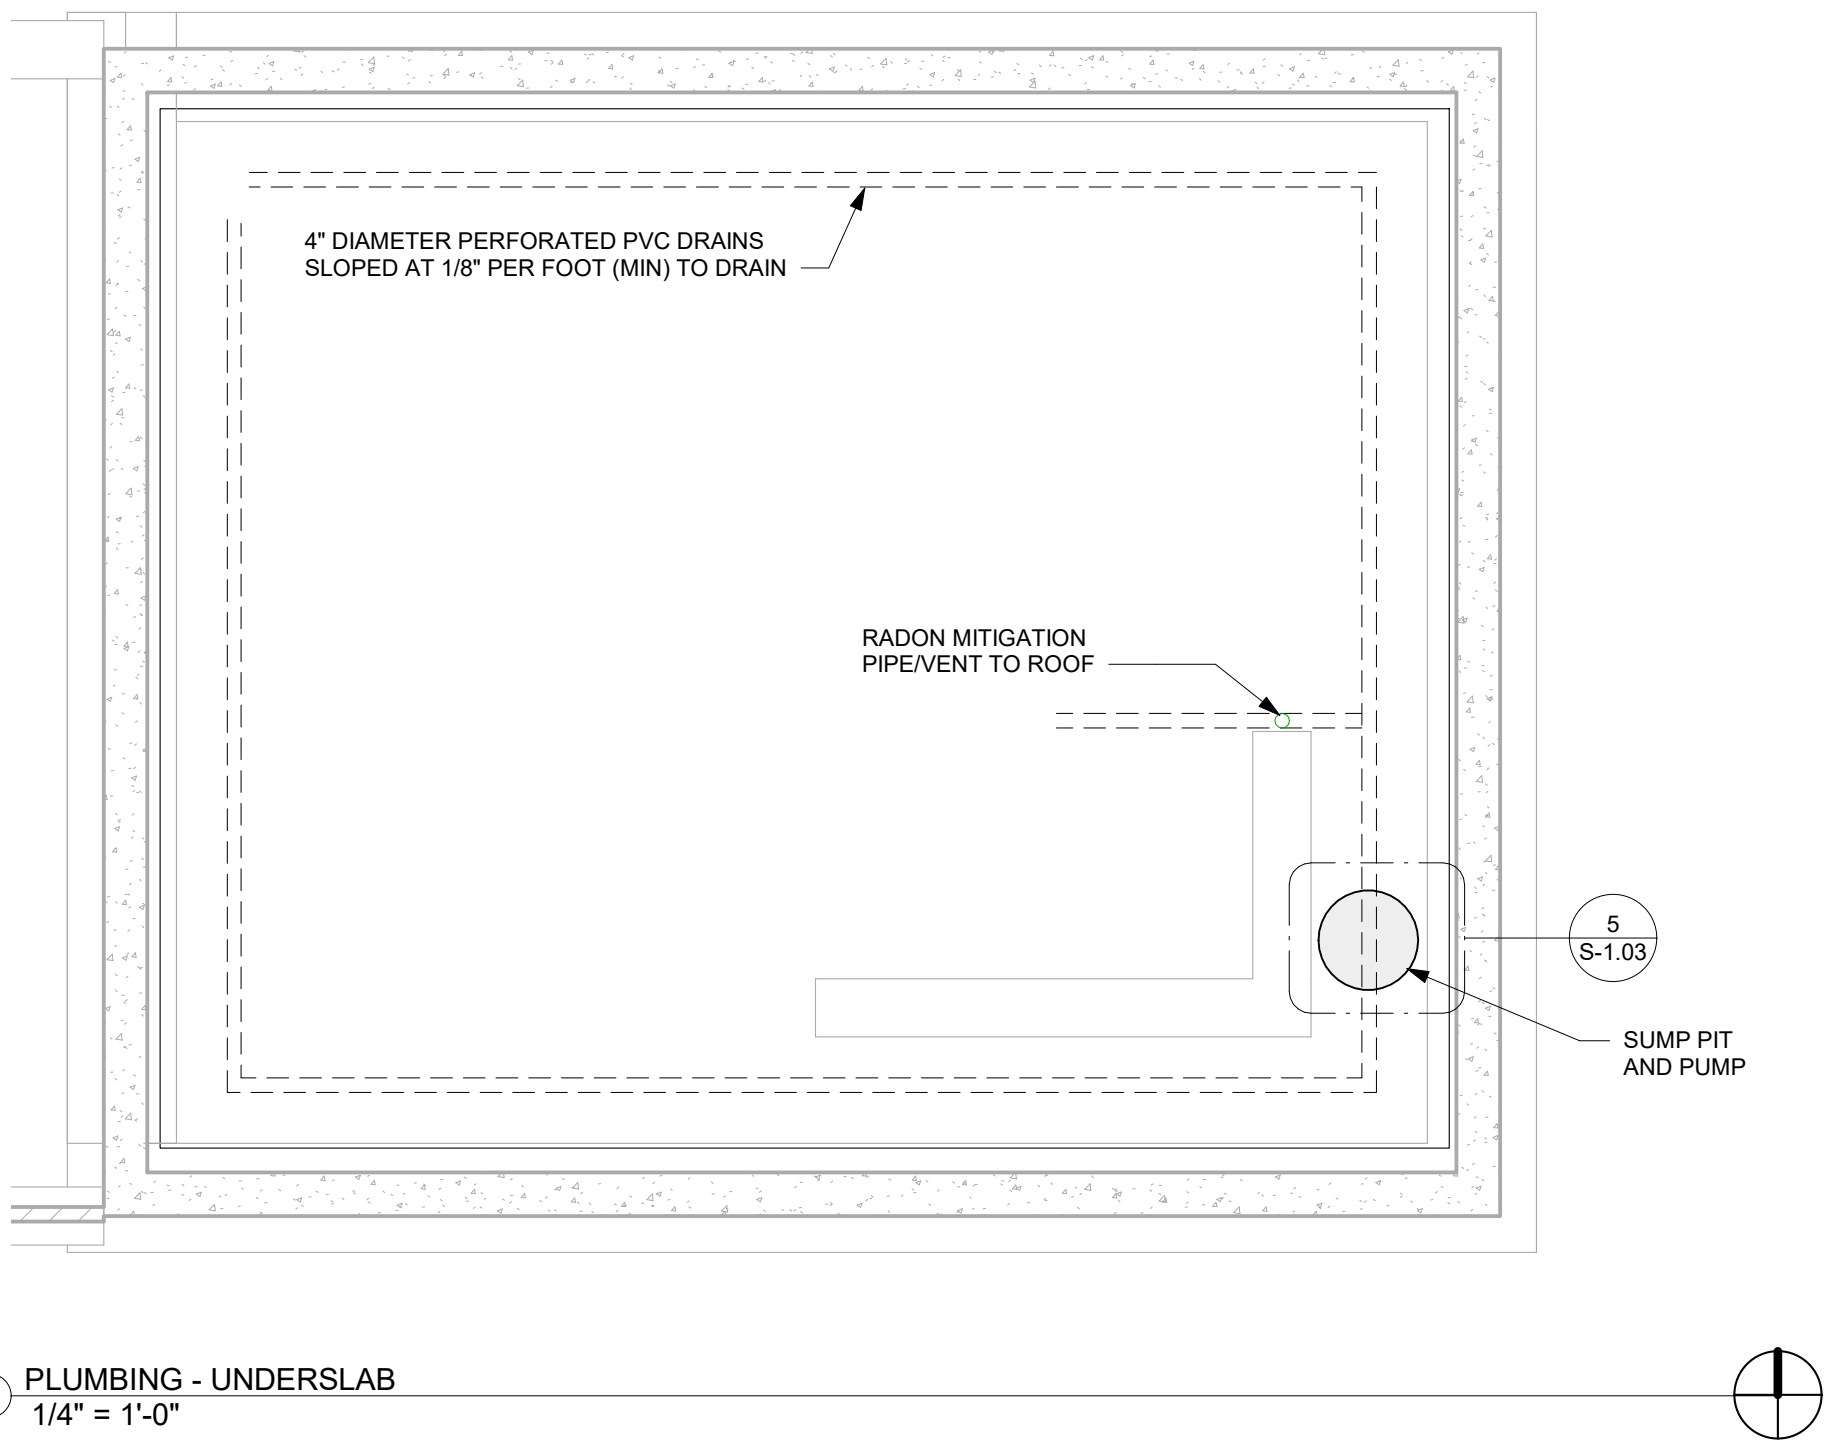 4" DIAMETER PERFORATED PVC DRAINS
SLOPED AT 1/8" PER FOOT (MIN) TO DRAIN
RADON MITIGATION
PIPE/VENT TO ROOF
5
S-1.03
SUMP PIT
AND PUMP
PLUMBING - UNDERSLAB
1/4" = 1'-0"